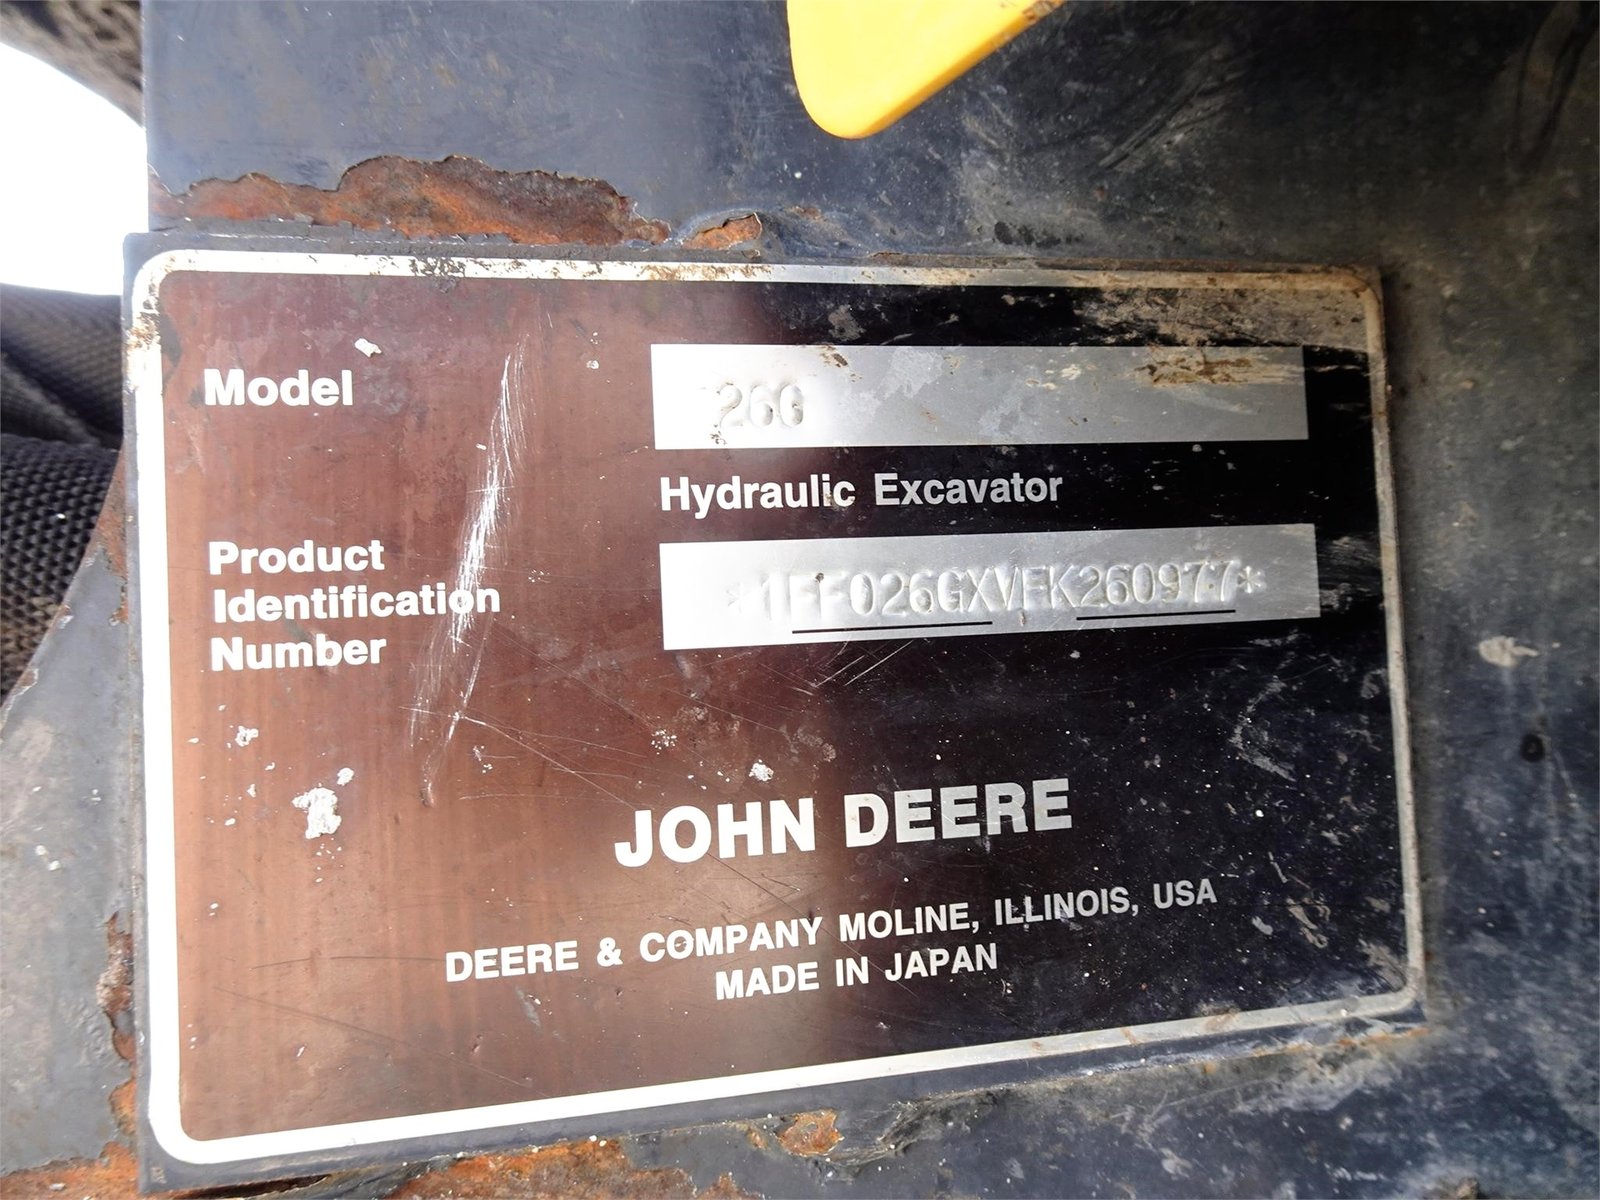 Model 26G
Hydraulic Excavator
Product
Identification
Number
*1FF026GXVFK260977*
JOHN DEERE
DEERE & COMPANY MOLINE, ILLINOIS, USA
MADE IN JAPAN